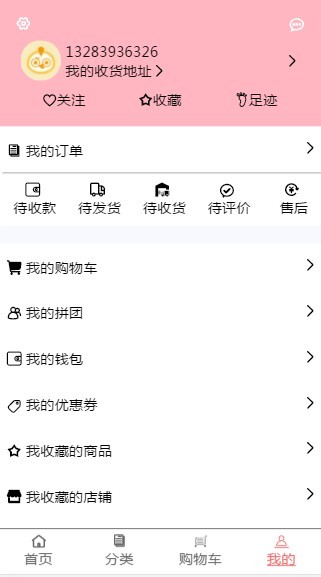 13283936326
我的收货地址
关注 收藏 足迹
我的订单
待收款 待发货 待收货 待评价 售后
我的购物车
我的拼团
我的钱包
我的优惠券
我收藏的商品
我收藏的店铺
首页 分类 购物车 我的